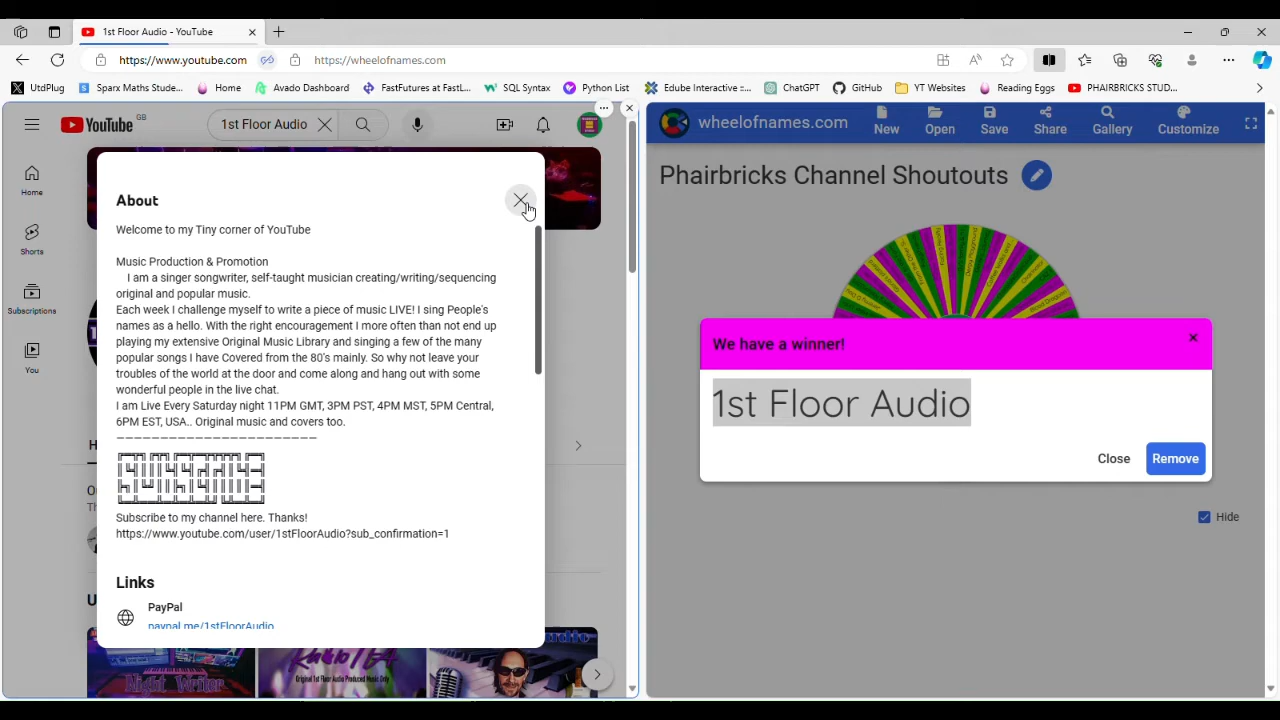 1st Floor Audio - YouTube
https://www.youtube.com
https://wheelofnames.com
UtdPlug
Sparx Maths Stude...
Home
Avado Dashboard
FastFutures at FastL...
SQL Syntax
Python List
Edube Interactive ::...
ChatGPT
GitHub
YT Websites
Reading Eggs
PHAIRBRICKS STUD...
YouTube GB
1st Floor Audio
Home
Shorts
Subscriptions
You
About
Welcome to my Tiny corner of YouTube
Music Production & Promotion
I am a singer songwriter, self-taught musician creating/writing/sequencing
original and popular music.
Each week I challenge myself to write a piece of music LIVE! I sing People's
names as a hello. With the right encouragement I more often than not end up
playing my extensive Original Music Library and singing a few of the many
popular songs I have Covered from the 80's mainly. So why not leave your
troubles of the world at the door and come along and hang out with some
wonderful people in the live chat.
I am Live Every Saturday night 11PM GMT, 3PM PST, 4PM MST, 5PM Central,
6PM EST, USA.. Original music and covers too.
Subscribe to my channel here. Thanks!
https://www.youtube.com/user/1stFloorAudio?sub_confirmation=1
Links
PayPal
paypal.me/1stFloorAudio
Night Writer
Original 1st Floor Audio Produced Music Only
wheelofnames.com
New
Open
Save
Share
Gallery
Customize
Phairbricks Channel Shoutouts
We have a winner!
1st Floor Audio
Close
Remove
Hide